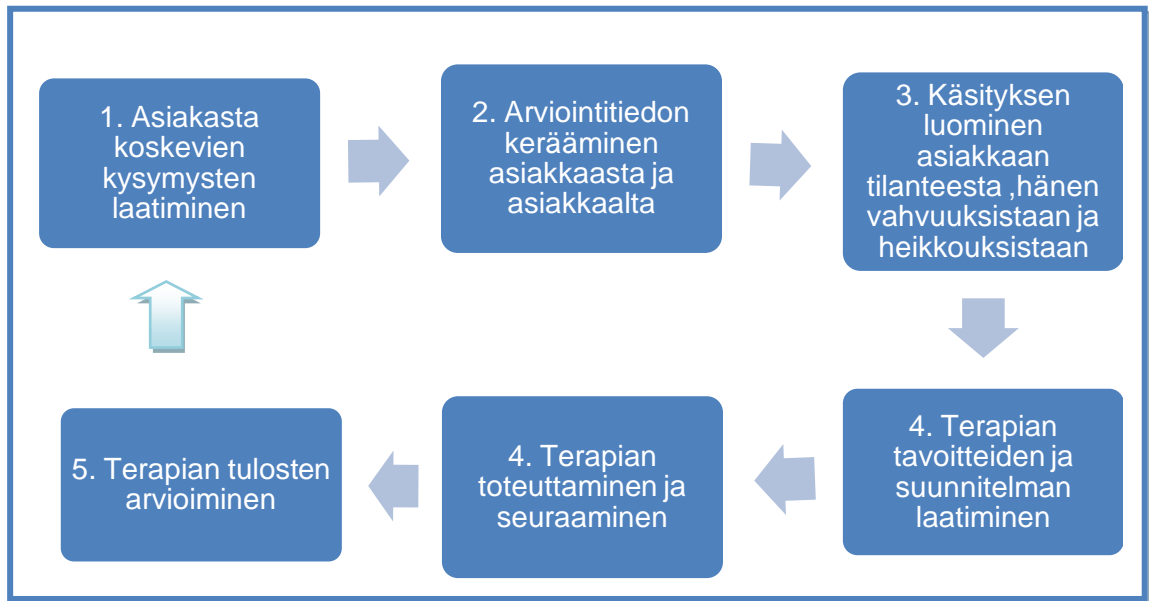 1. Asiakasta
koskevien
kysymysten
laatiminen
2. Arviointitiedon
kerääminen
asiakkaasta ja
asiakkaalta
3. Käsityksen
luominen
asiakkaan
tilanteesta ,hänen
vahvuuksistaan ja
heikkouksistaan
4. Terapian
tavoitteiden ja
suunnitelman
laatiminen
4. Terapian
toteuttaminen ja
seuraaminen
5. Terapian tulosten
arvioiminen